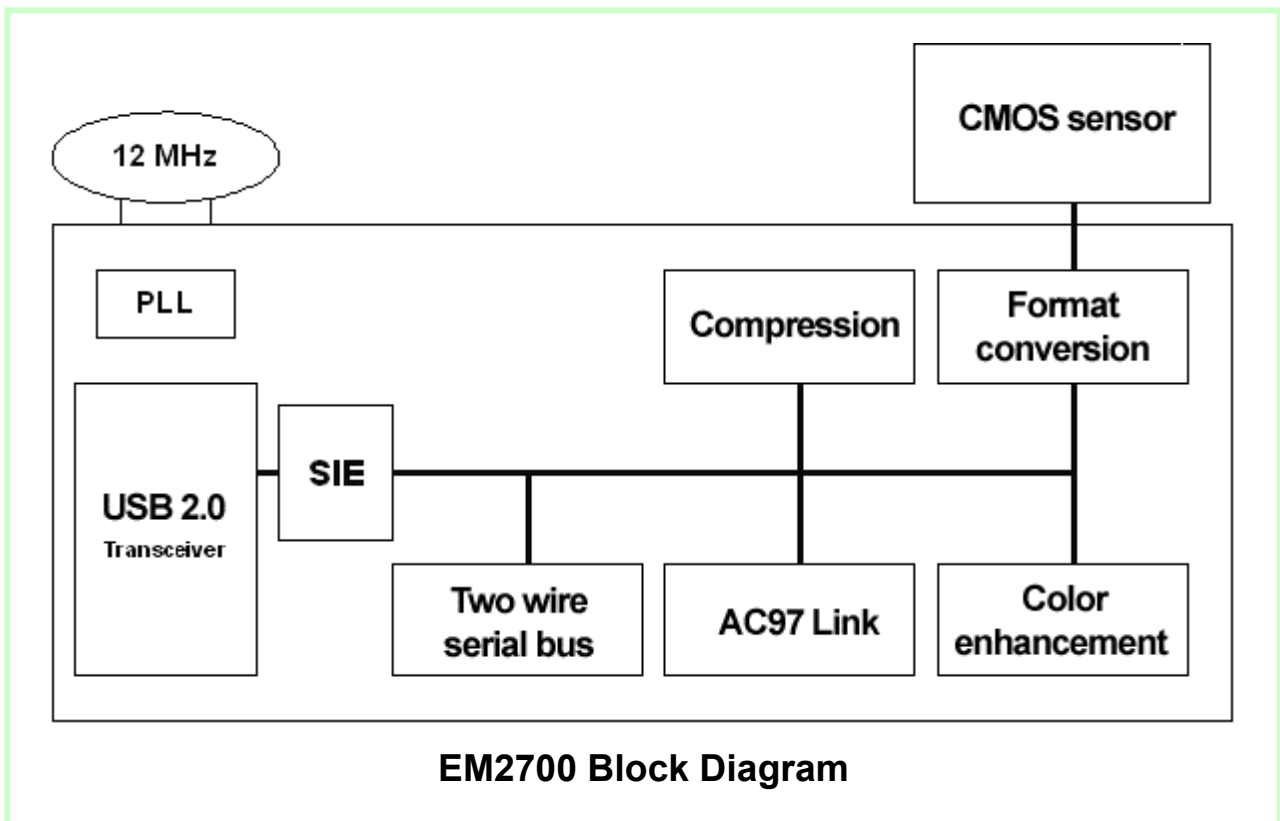 CMOS sensor
12 MHz
PLL
Compression
Format
conversion
USB 2.0
Transceiver
SIE
Two wire
serial bus
AC97 Link
Color
enhancement
EM2700 Block Diagram